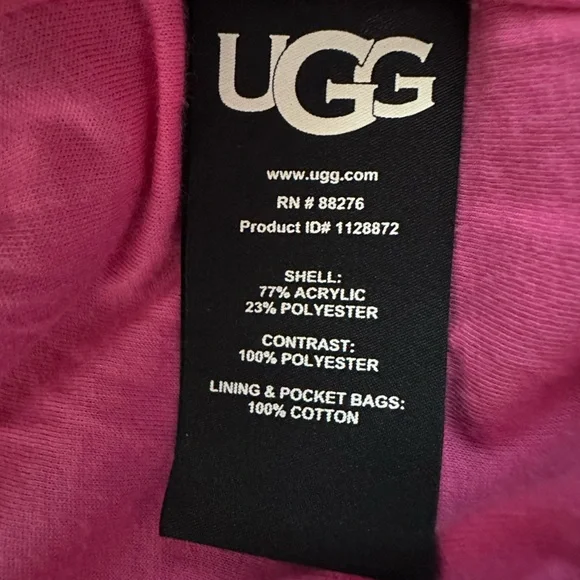 UGG
www.ugg.com
RN # 88276
Product ID# 1128872
SHELL:
77% ACRYLIC
23% POLYESTER
CONTRAST:
100% POLYESTER
LINING & POCKET BAGS:
100% COTTON